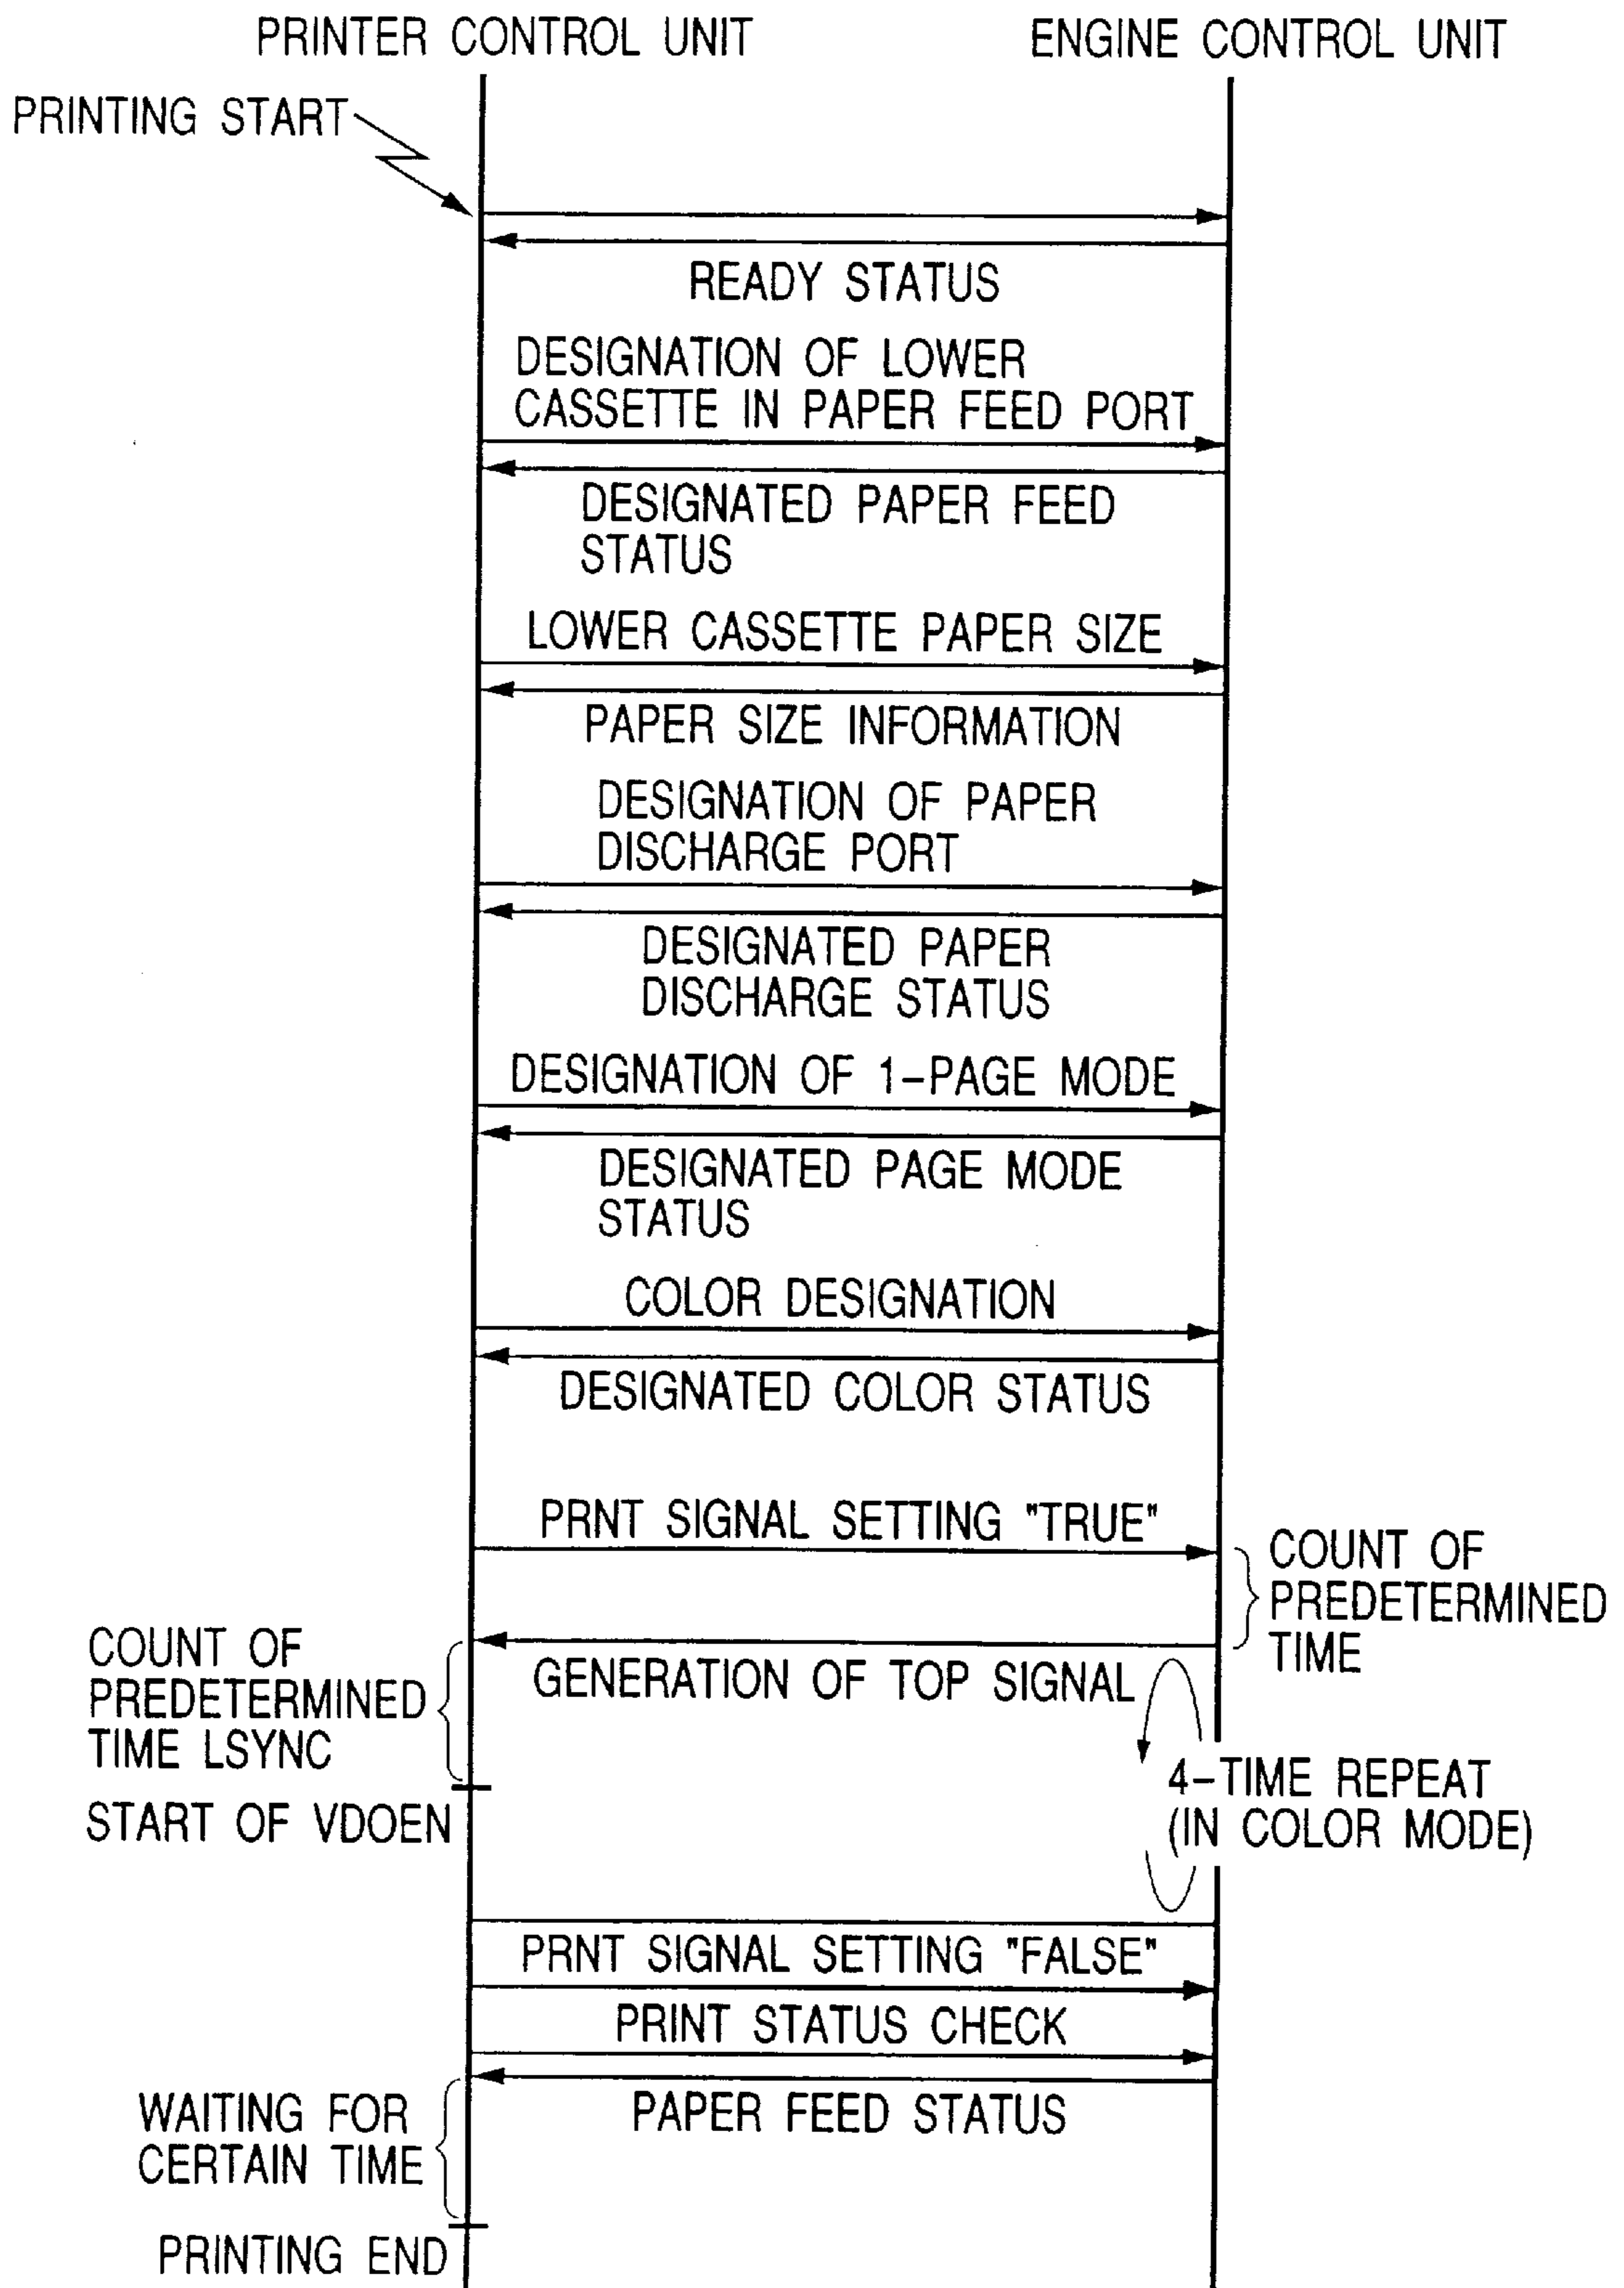 PRINTER CONTROL UNIT
ENGINE CONTROL UNIT
PRINTING START
READY STATUS
DESIGNATION OF LOWER
CASSETTE IN PAPER FEED PORT
DESIGNATED PAPER FEED
STATUS
LOWER CASSETTE PAPER SIZE
PAPER SIZE INFORMATION
DESIGNATION OF PAPER
DISCHARGE PORT
DESIGNATED PAPER
DISCHARGE STATUS
DESIGNATION OF 1-PAGE MODE
DESIGNATED PAGE MODE
STATUS
COLOR DESIGNATION
DESIGNATED COLOR STATUS
PRNT SIGNAL SETTING "TRUE"
COUNT OF
PREDETERMINED
TIME
COUNT OF
PREDETERMINED
TIME LSYNC
GENERATION OF TOP SIGNAL
4-TIME REPEAT
(IN COLOR MODE)
START OF VDOEN
PRNT SIGNAL SETTING "FALSE"
PRINT STATUS CHECK
PAPER FEED STATUS
WAITING FOR
CERTAIN TIME
PRINTING END